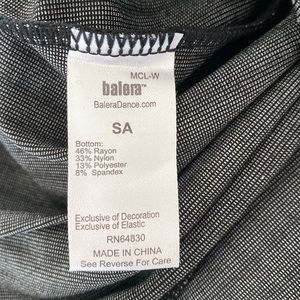 MCL-W
balera™
BaleraDance.com
SA
Bottom:
46% Rayon
33% Nylon
13% Polyester
8% Spandex
Exclusive of Decoration
Exclusive of Elastic
RN64830
MADE IN CHINA
See Reverse For Care